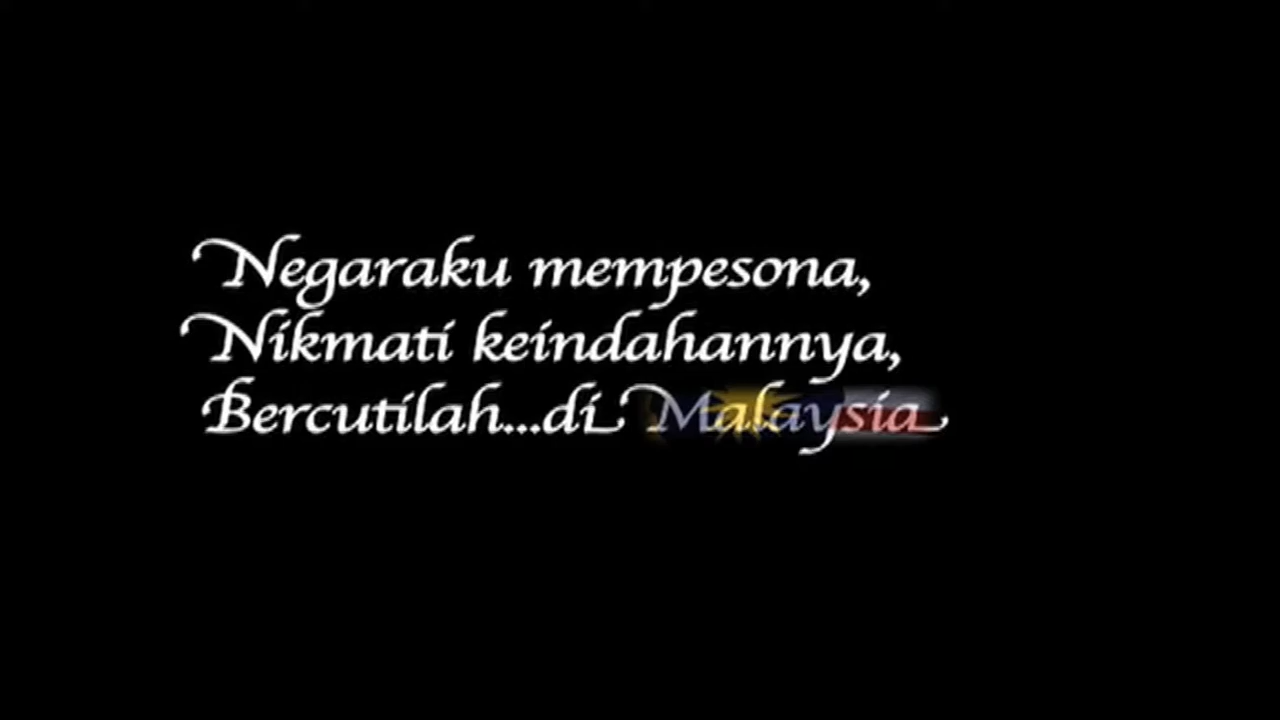 Negaraku mempesona,
Nikmati keindahannya,
Bercutilah...di Malaysia